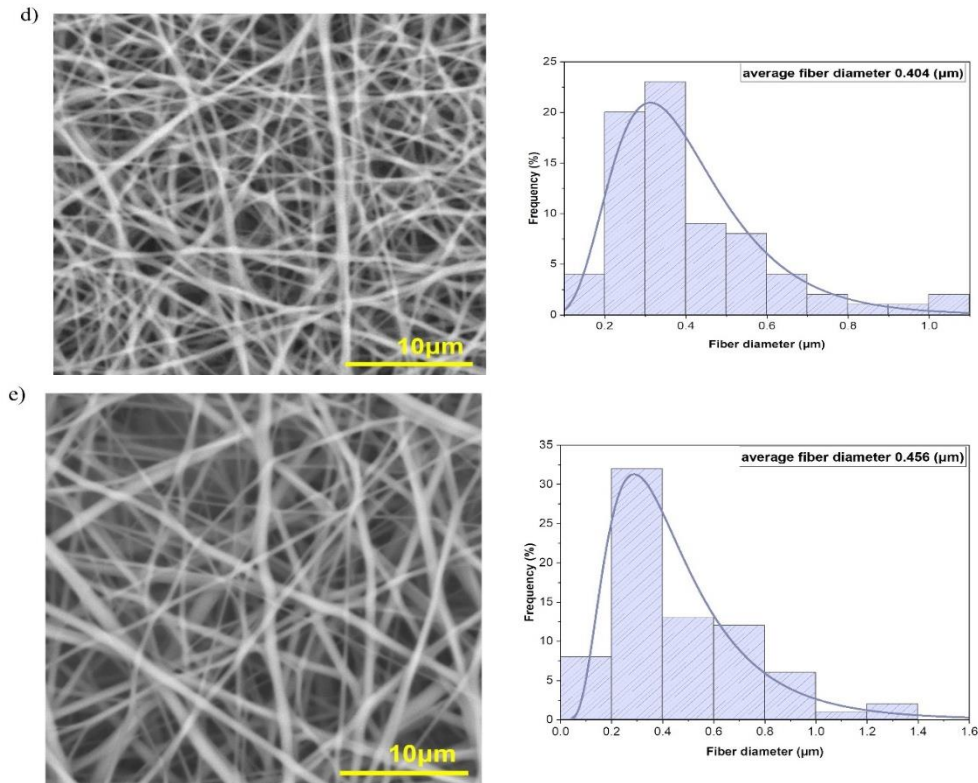 d)
10µm
average fiber diameter 0.404 (µm)
25
20
15
10
5
0
Frequency (%)
0.2 0.4 0.6 0.8 1.0
Fiber diameter (µm)
e)
10µm
average fiber diameter 0.456 (µm)
35
30
25
20
15
10
5
0
Frequency (%)
0.0 0.2 0.4 0.6 0.8 1.0 1.2 1.4 1.6
Fiber diameter (µm)